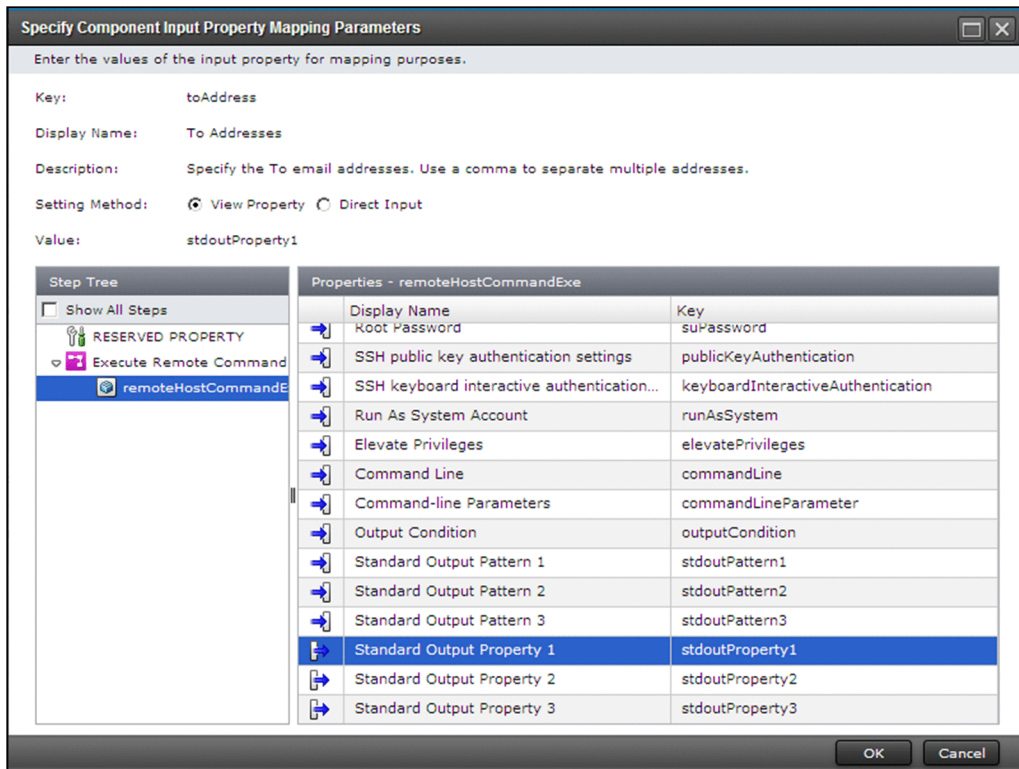 Specify Component Input Property Mapping Parameters
Enter the values of the input property for mapping purposes.
Key: toAddress
Display Name: To Addresses
Description: Specify the To email addresses. Use a comma to separate multiple addresses.
Setting Method: View Property Direct Input
Value: stdoutProperty1
Step Tree
Show All Steps
RESERVED PROPERTY
Execute Remote Command
remoteHostCommandE
Properties - remoteHostCommandExe
Display Name Key
Root Password suPassword
SSH public key authentication settings publicKeyAuthentication
SSH keyboard interactive authentication... keyboardInteractiveAuthentication
Run As System Account runAsSystem
Elevate Privileges elevatePrivileges
Command Line commandLine
Command-line Parameters commandLineParameter
Output Condition outputCondition
Standard Output Pattern 1 stdoutPattern1
Standard Output Pattern 2 stdoutPattern2
Standard Output Pattern 3 stdoutPattern3
Standard Output Property 1 stdoutProperty1
Standard Output Property 2 stdoutProperty2
Standard Output Property 3 stdoutProperty3
OK Cancel